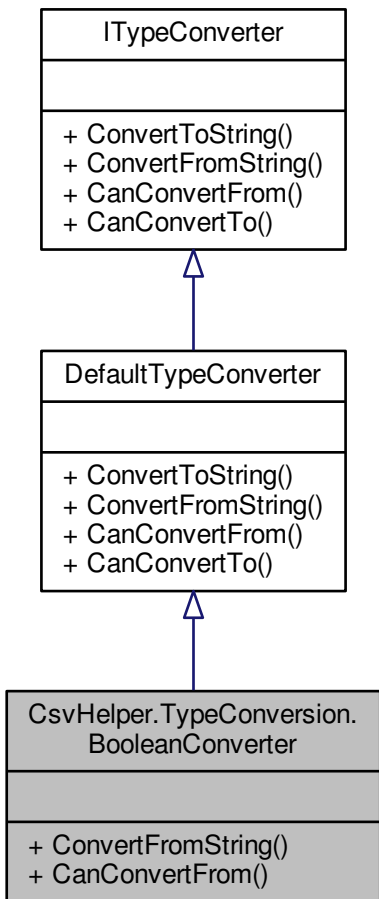 ITypeConverter
+ ConvertToString()
+ ConvertFromString()
+ CanConvertFrom()
+ CanConvertTo()
DefaultTypeConverter
+ ConvertToString()
+ ConvertFromString()
+ CanConvertFrom()
+ CanConvertTo()
CsvHelper.TypeConversion.
BooleanConverter
+ ConvertFromString()
+ CanConvertFrom()